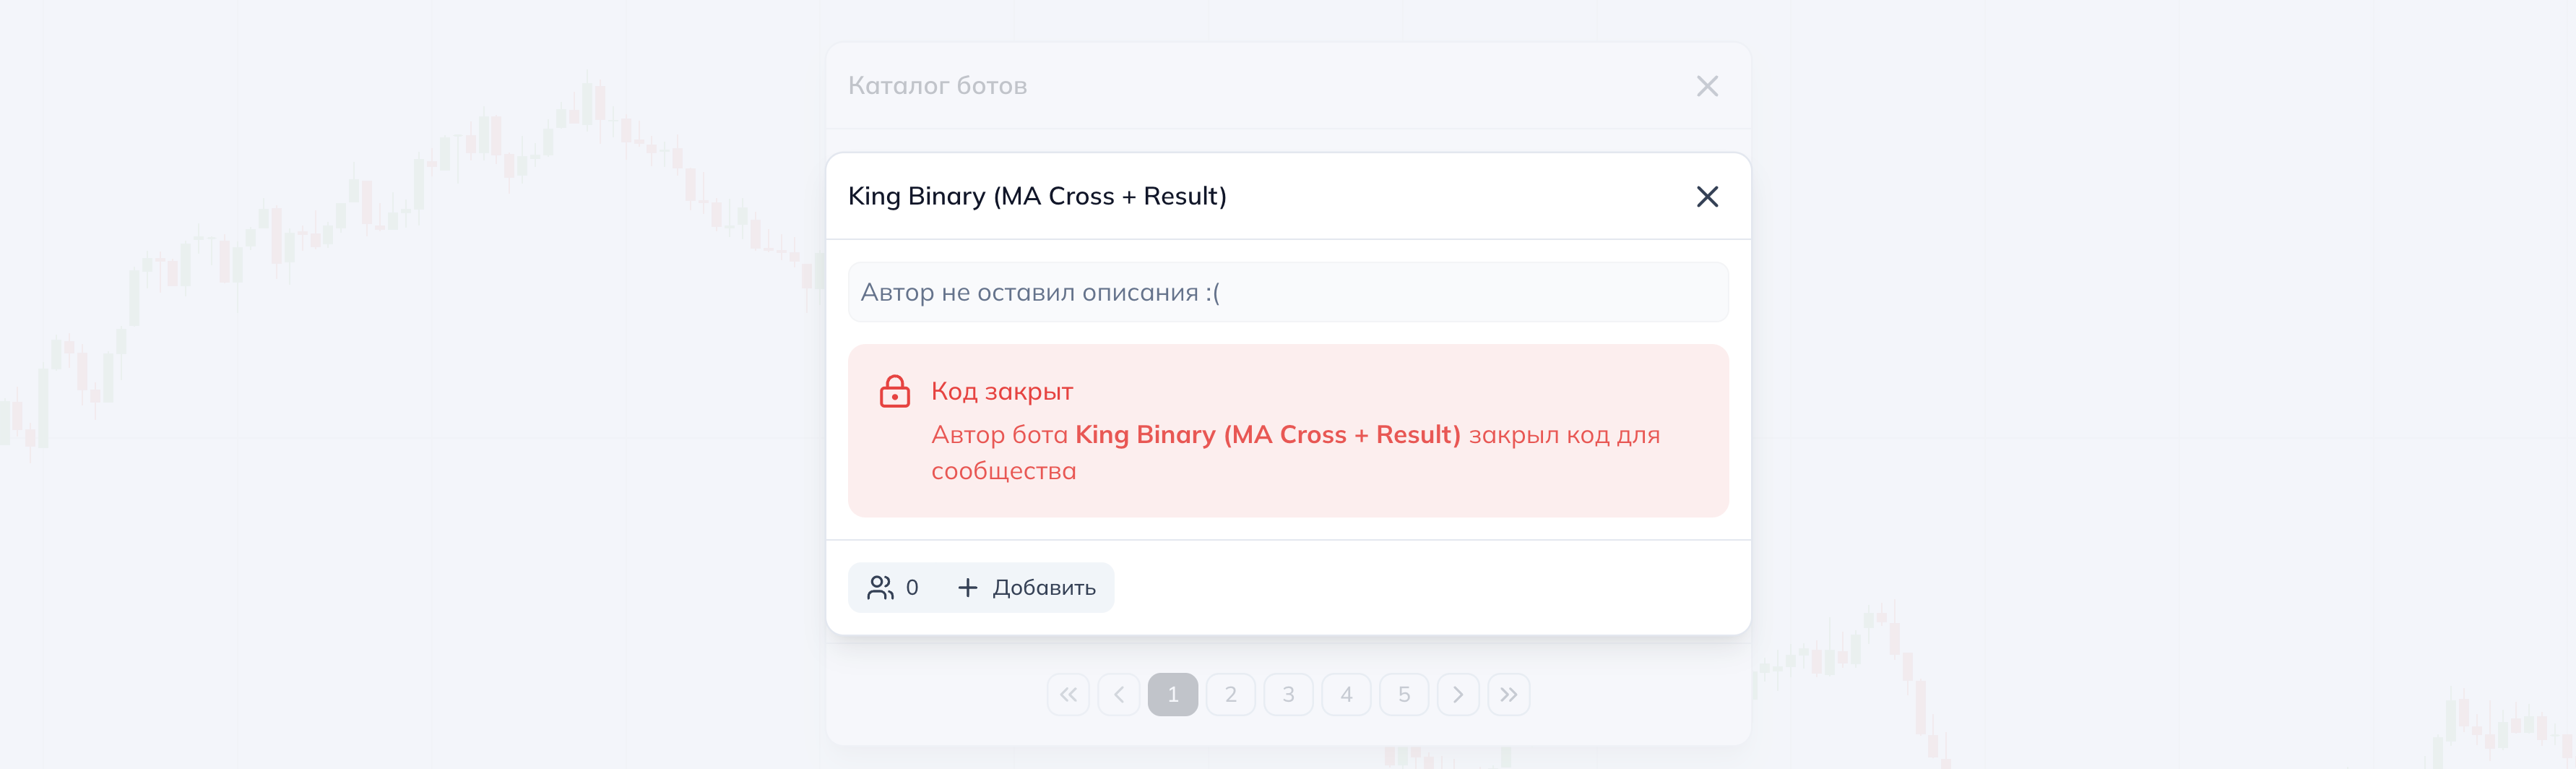 Каталог ботов
King Binary (MA Cross + Result)
Автор не оставил описания :(
Код закрыт
Автор бота King Binary (MA Cross + Result) закрыл код для
сообщества
0 Добавить
1 2 3 4 5